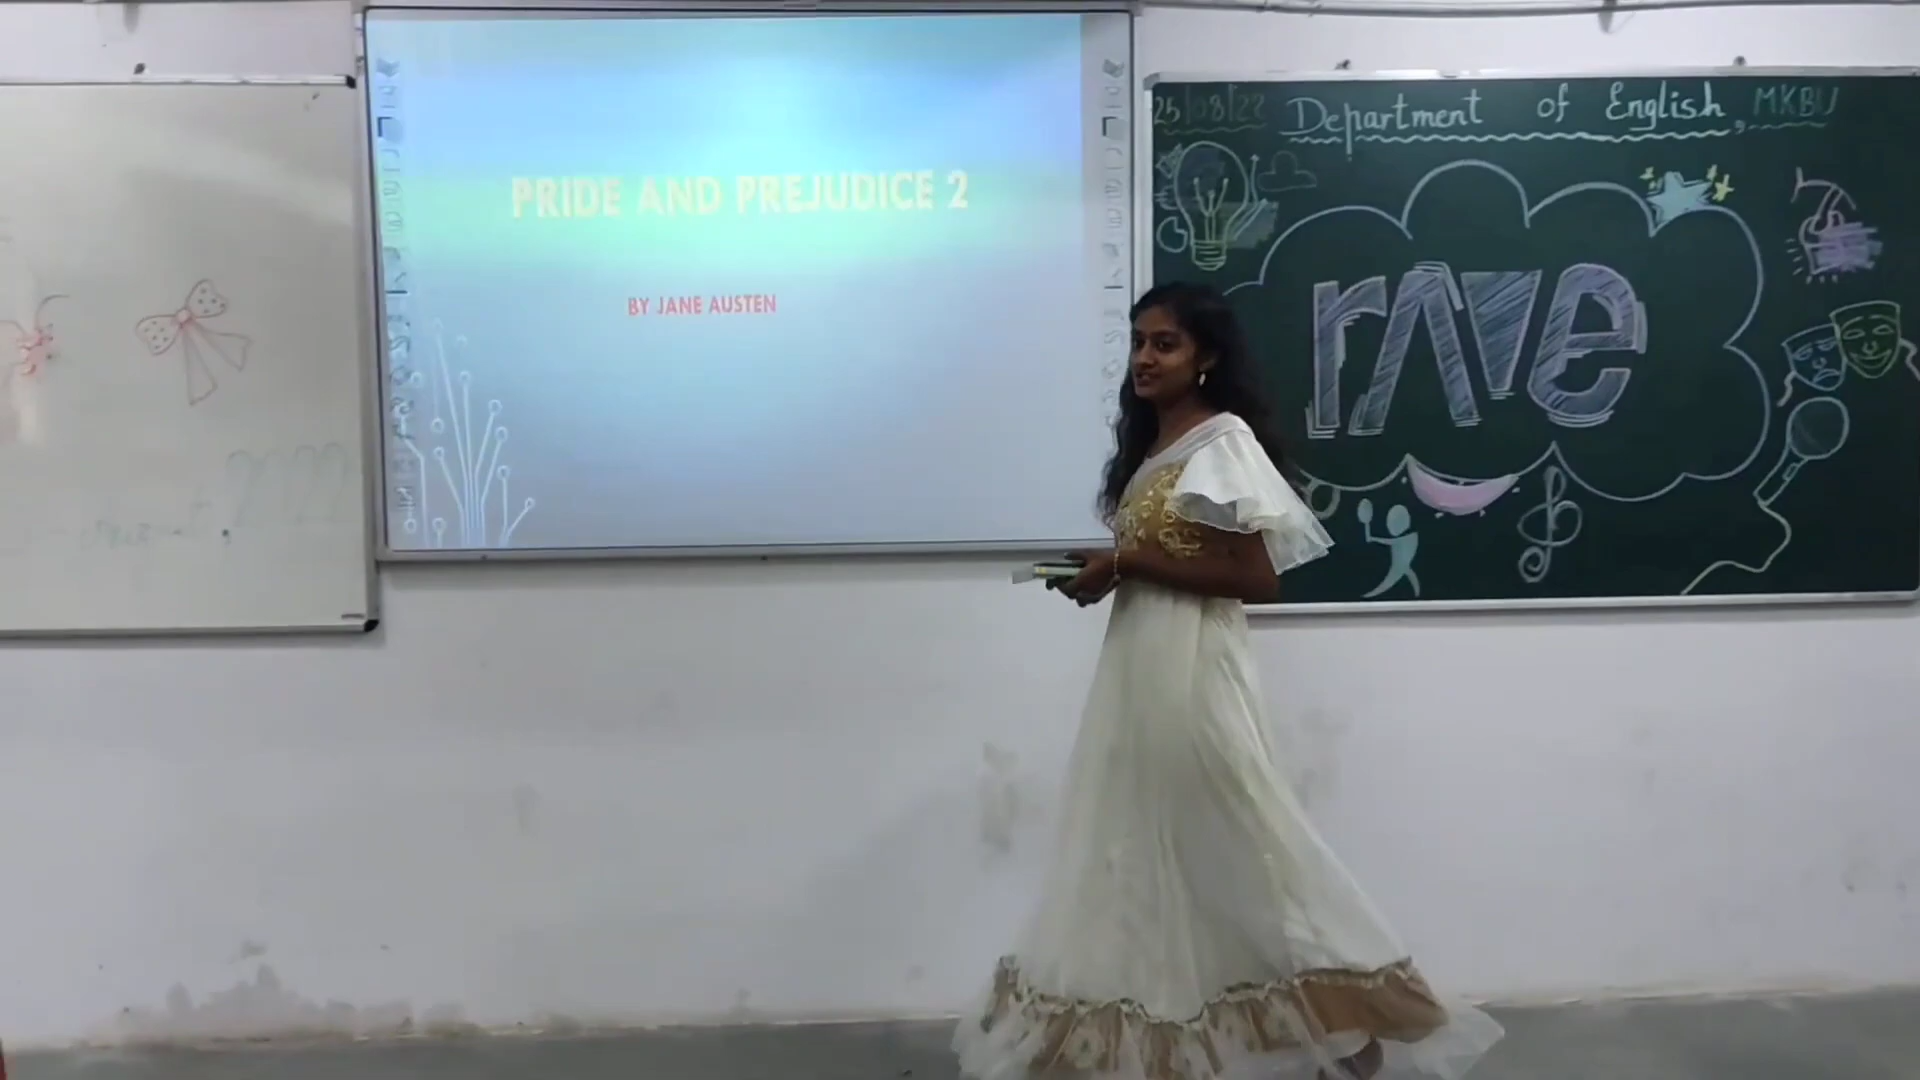 PRIDE AND PREJUDICE 2
BY JANE AUSTEN
25/08/22 Department of English, MKBU
rave